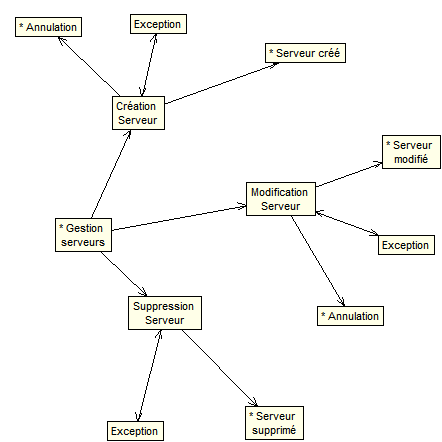 * Annulation
Exception
* Serveur créé
Création
Serveur
* Serveur
modifié
Modification
Serveur
* Gestion
serveurs
Exception
Suppression
Serveur
* Annulation
Exception
* Serveur
supprimé